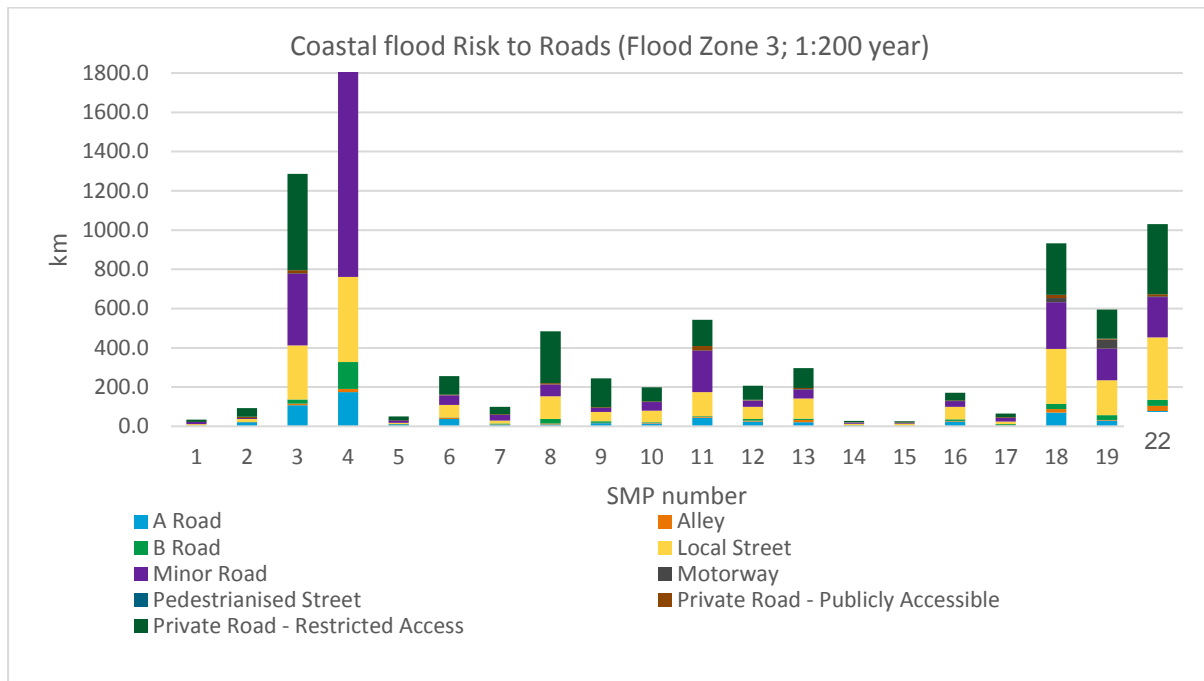 Coastal flood Risk to Roads (Flood Zone 3; 1:200 year)
1800.0
1600.0
1400.0
1200.0
1000.0
800.0
600.0
400.0
200.0
0.0
km
1 2 3 4 5 6 7 8 9 10 11 12 13 14 15 16 17 18 19 22
SMP number
A Road Alley
B Road Local Street
Minor Road Motorway
Pedestrianised Street Private Road - Publicly Accessible
Private Road - Restricted Access